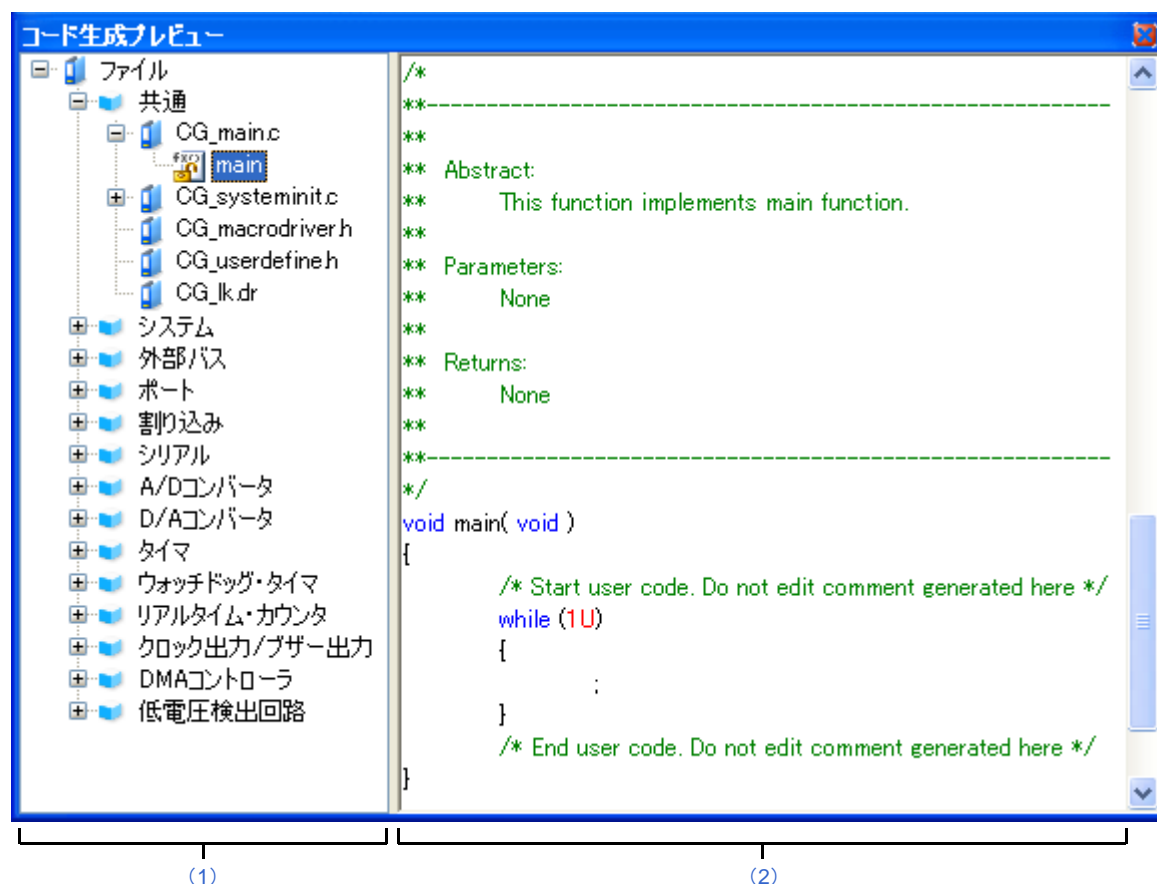 コード生成プレビュー
ファイル
共通
CG_main.c
main
CG_systeminit.c
CG_macrodriver.h
CG_userdefine.h
CG_lk.dr
システム
外部バス
ポート
割り込み
シリアル
A/Dコンバータ
D/Aコンバータ
タイマ
ウォッチドッグ・タイマ
リアルタイム・カウンタ
クロック出力/ブザー出力
DMAコントローラ
低電圧検出回路
/*
**---------------------------------------------------------
**
** Abstract:
** This function implements main function.
**
** Parameters:
** None
**
** Returns:
** None
**
**---------------------------------------------------------
*/
void main( void )
{
/* Start user code. Do not edit comment generated here */
while (1U)
{
;
}
/* End user code. Do not edit comment generated here */
}
(1)
(2)